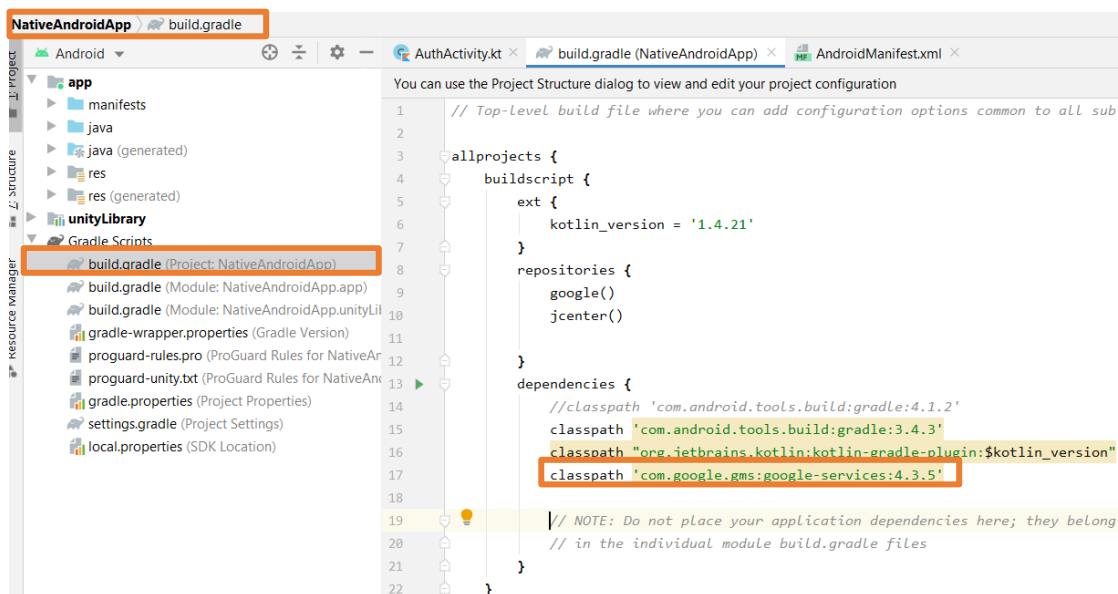 NativeAndroidApp build.gradle
Android
AuthActivity.kt
build.gradle (NativeAndroidApp)
AndroidManifest.xml
Project
Structure
Resource Manager
app
manifests
java
java (generated)
res
res (generated)
unityLibrary
Gradle Scripts
build.gradle (Project: NativeAndroidApp)
build.gradle (Module: NativeAndroidApp.app)
build.gradle (Module: NativeAndroidApp.unityLi
gradle-wrapper.properties (Gradle Version)
proguard-rules.pro (ProGuard Rules for NativeAn
proguard-unity.txt (ProGuard Rules for NativeAnd
gradle.properties (Project Properties)
settings.gradle (Project Settings)
local.properties (SDK Location)
You can use the Project Structure dialog to view and edit your project configuration
1 // Top-level build file where you can add configuration options common to all sub
2
3 allprojects {
4 buildscript {
5 ext {
6 kotlin_version = '1.4.21'
7 }
8 repositories {
9 google()
10 jcenter()
11
12 }
13 dependencies {
14 //classpath 'com.android.tools.build:gradle:4.1.2'
15 classpath 'com.android.tools.build:gradle:3.4.3'
16 classpath "org.jetbrains.kotlin:kotlin-gradle-plugin:$kotlin_version"
17 classpath 'com.google.gms:google-services:4.3.5'
18
19 // NOTE: Do not place your application dependencies here; they belong
20 // in the individual module build.gradle files
21 }
22 }